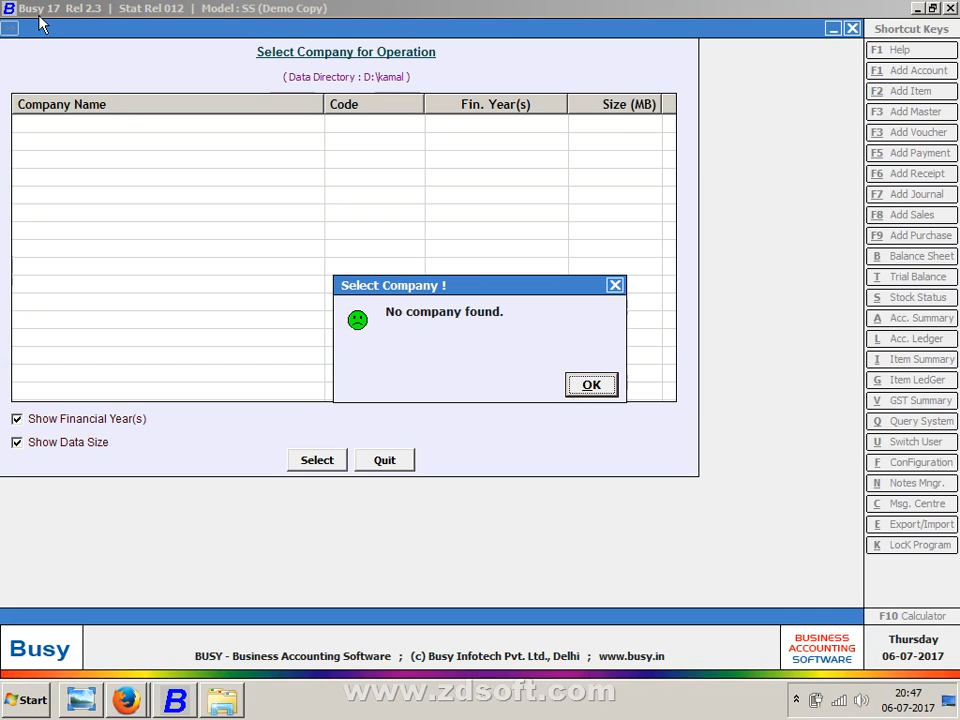 Busy 17 Rel 2.3 | Stat Rel 012 | Model : SS (Demo Copy)
Shortcut Keys
Select Company for Operation
( Data Directory : D:\kamal )
Company Name Code Fin. Year(s) Size (MB)
F1 Help
F1 Add Account
F2 Add Item
F3 Add Master
F3 Add Voucher
F5 Add Payment
F6 Add Receipt
F7 Add Journal
F8 Add Sales
F9 Add Purchase
B Balance Sheet
T Trial Balance
S Stock Status
A Acc. Summary
L Acc. Ledger
I Item Summary
G Item LedGer
V GST Summary
Q Query System
U Switch User
F ConFiguration
N Notes Mngr.
C Msg. Centre
E Export/Import
K LocK Program
Select Company !
No company found.
OK
Show Financial Year(s)
Show Data Size
Select Quit
F10 Calculator
Busy
BUSY - Business Accounting Software ; (c) Busy Infotech Pvt. Ltd., Delhi ; www.busy.in
BUSINESS
ACCOUNTING
SOFTWARE
Thursday
06-07-2017
Start
B
www.zdsoft.com
20:47
06-07-2017